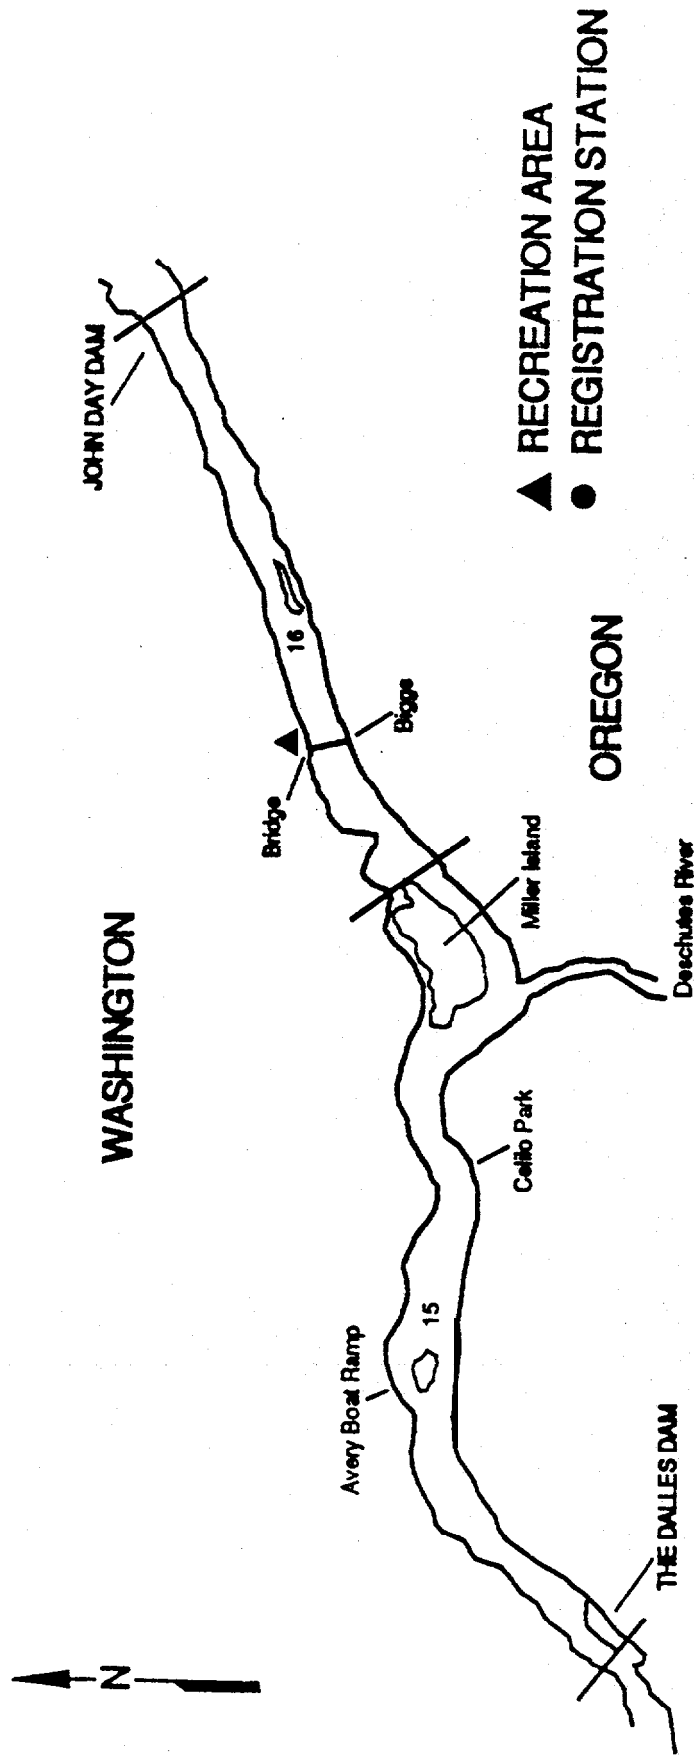 WASHINGTON
JOHN DAY DAM
16
Bridge
Biggs
Miller Island
OREGON
Deschutes River
Celilo Park
15
Avery Boat Ramp
THE DALLES DAM
N
▲ RECREATION AREA
● REGISTRATION STATION